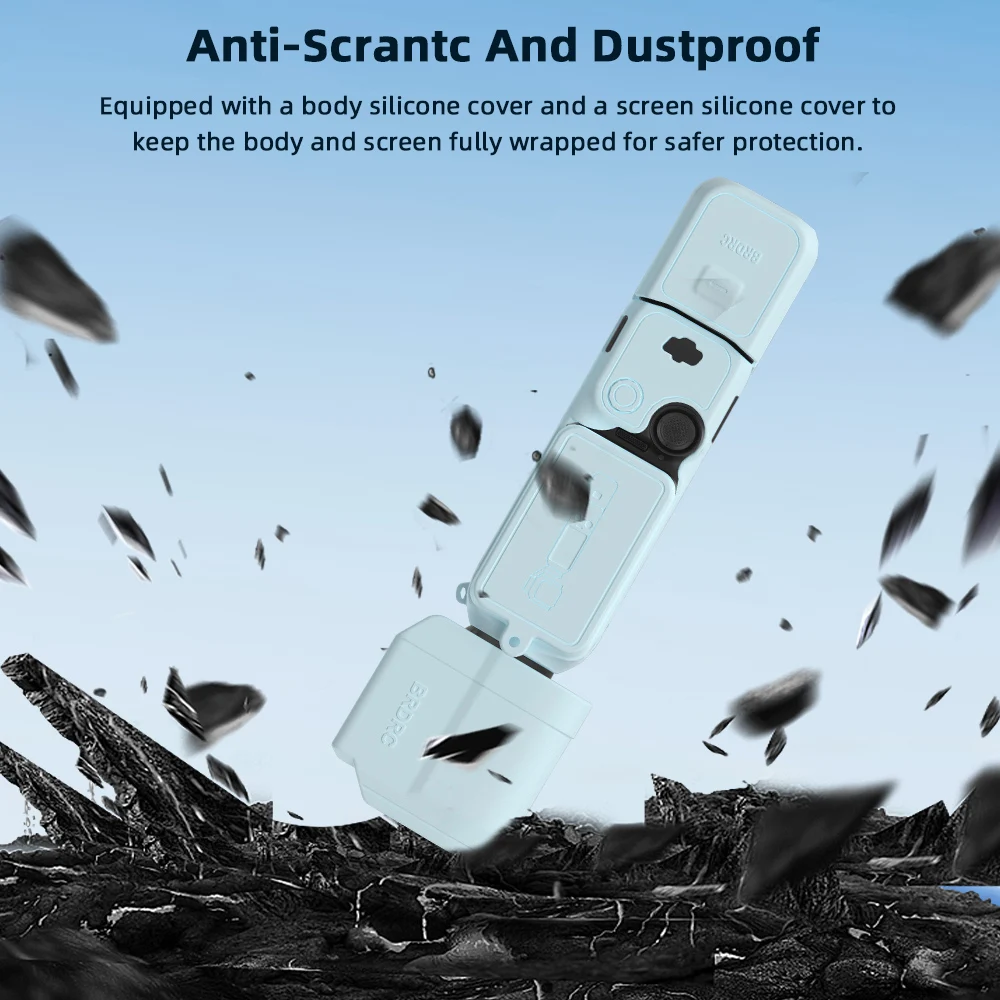 Anti-Scrantc And Dustproof
Equipped with a body silicone cover and a screen silicone cover to
keep the body and screen fully wrapped for safer protection.
BRDRC
BRDRC